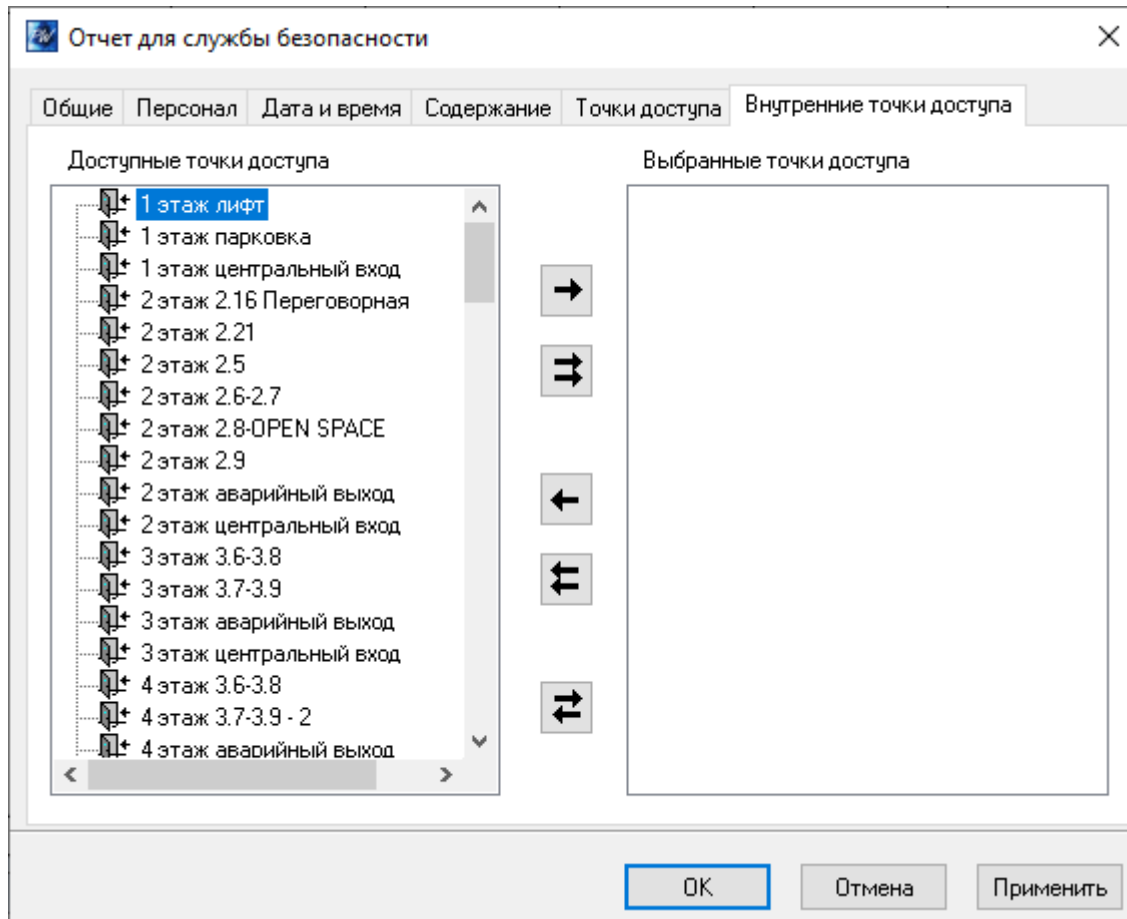 Отчет для службы безопасности
Общие Персонал Дата и время Содержание Точки доступа Внутренние точки доступа
Доступные точки доступа Выбранные точки доступа
1 этаж лифт
1 этаж парковка
1 этаж центральный вход
2 этаж 2.16 Переговорная
2 этаж 2.21
2 этаж 2.5
2 этаж 2.6-2.7
2 этаж 2.8-OPEN SPACE
2 этаж 2.9
2 этаж аварийный выход
2 этаж центральный вход
3 этаж 3.6-3.8
3 этаж 3.7-3.9
3 этаж аварийный выход
3 этаж центральный вход
4 этаж 3.6-3.8
4 этаж 3.7-3.9 - 2
4 этаж аварийный выход
OK Отмена Применить